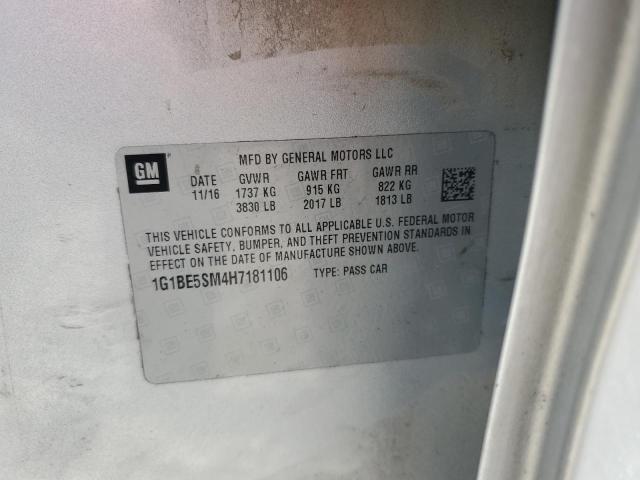 GM
MFD BY GENERAL MOTORS LLC
DATE GVWR GAWR FRT GAWR RR
11/16 1737 KG 915 KG 822 KG
3830 LB 2017 LB 1813 LB
THIS VEHICLE CONFORMS TO ALL APPLICABLE U.S. FEDERAL MOTOR
VEHICLE SAFETY, BUMPER, AND THEFT PREVENTION STANDARDS IN
EFFECT ON THE DATE OF MANUFACTURE SHOWN ABOVE.
1G1BE5SM4H7181106 TYPE: PASS CAR